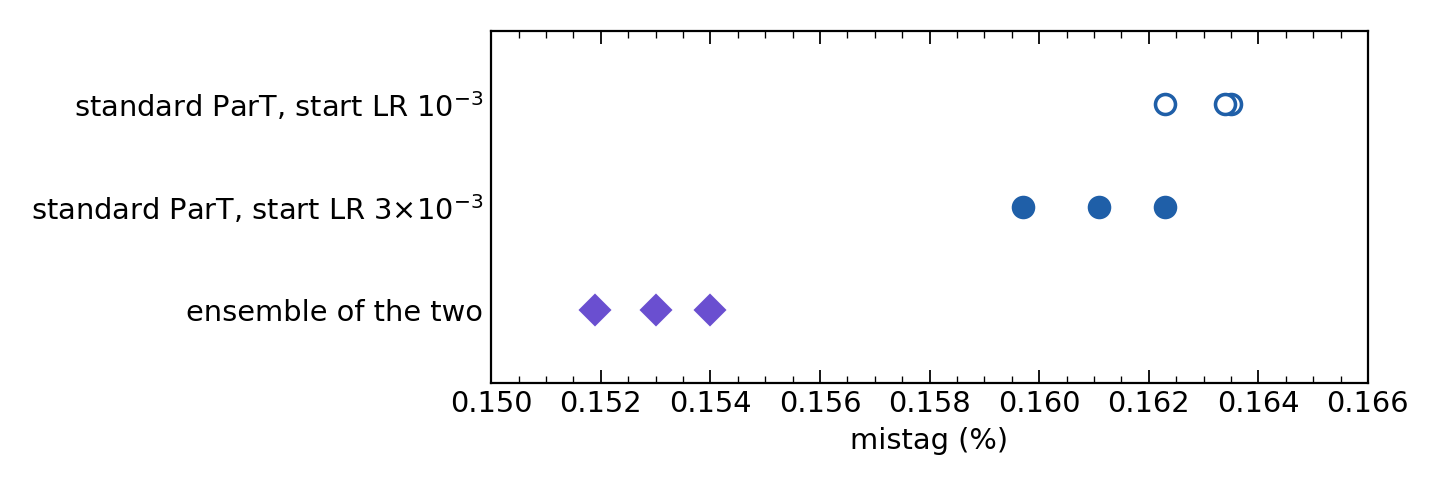 standard ParT, start LR 10⁻³
standard ParT, start LR 3×10⁻³
ensemble of the two
0.150 0.152 0.154 0.156 0.158 0.160 0.162 0.164 0.166
mistag (%)